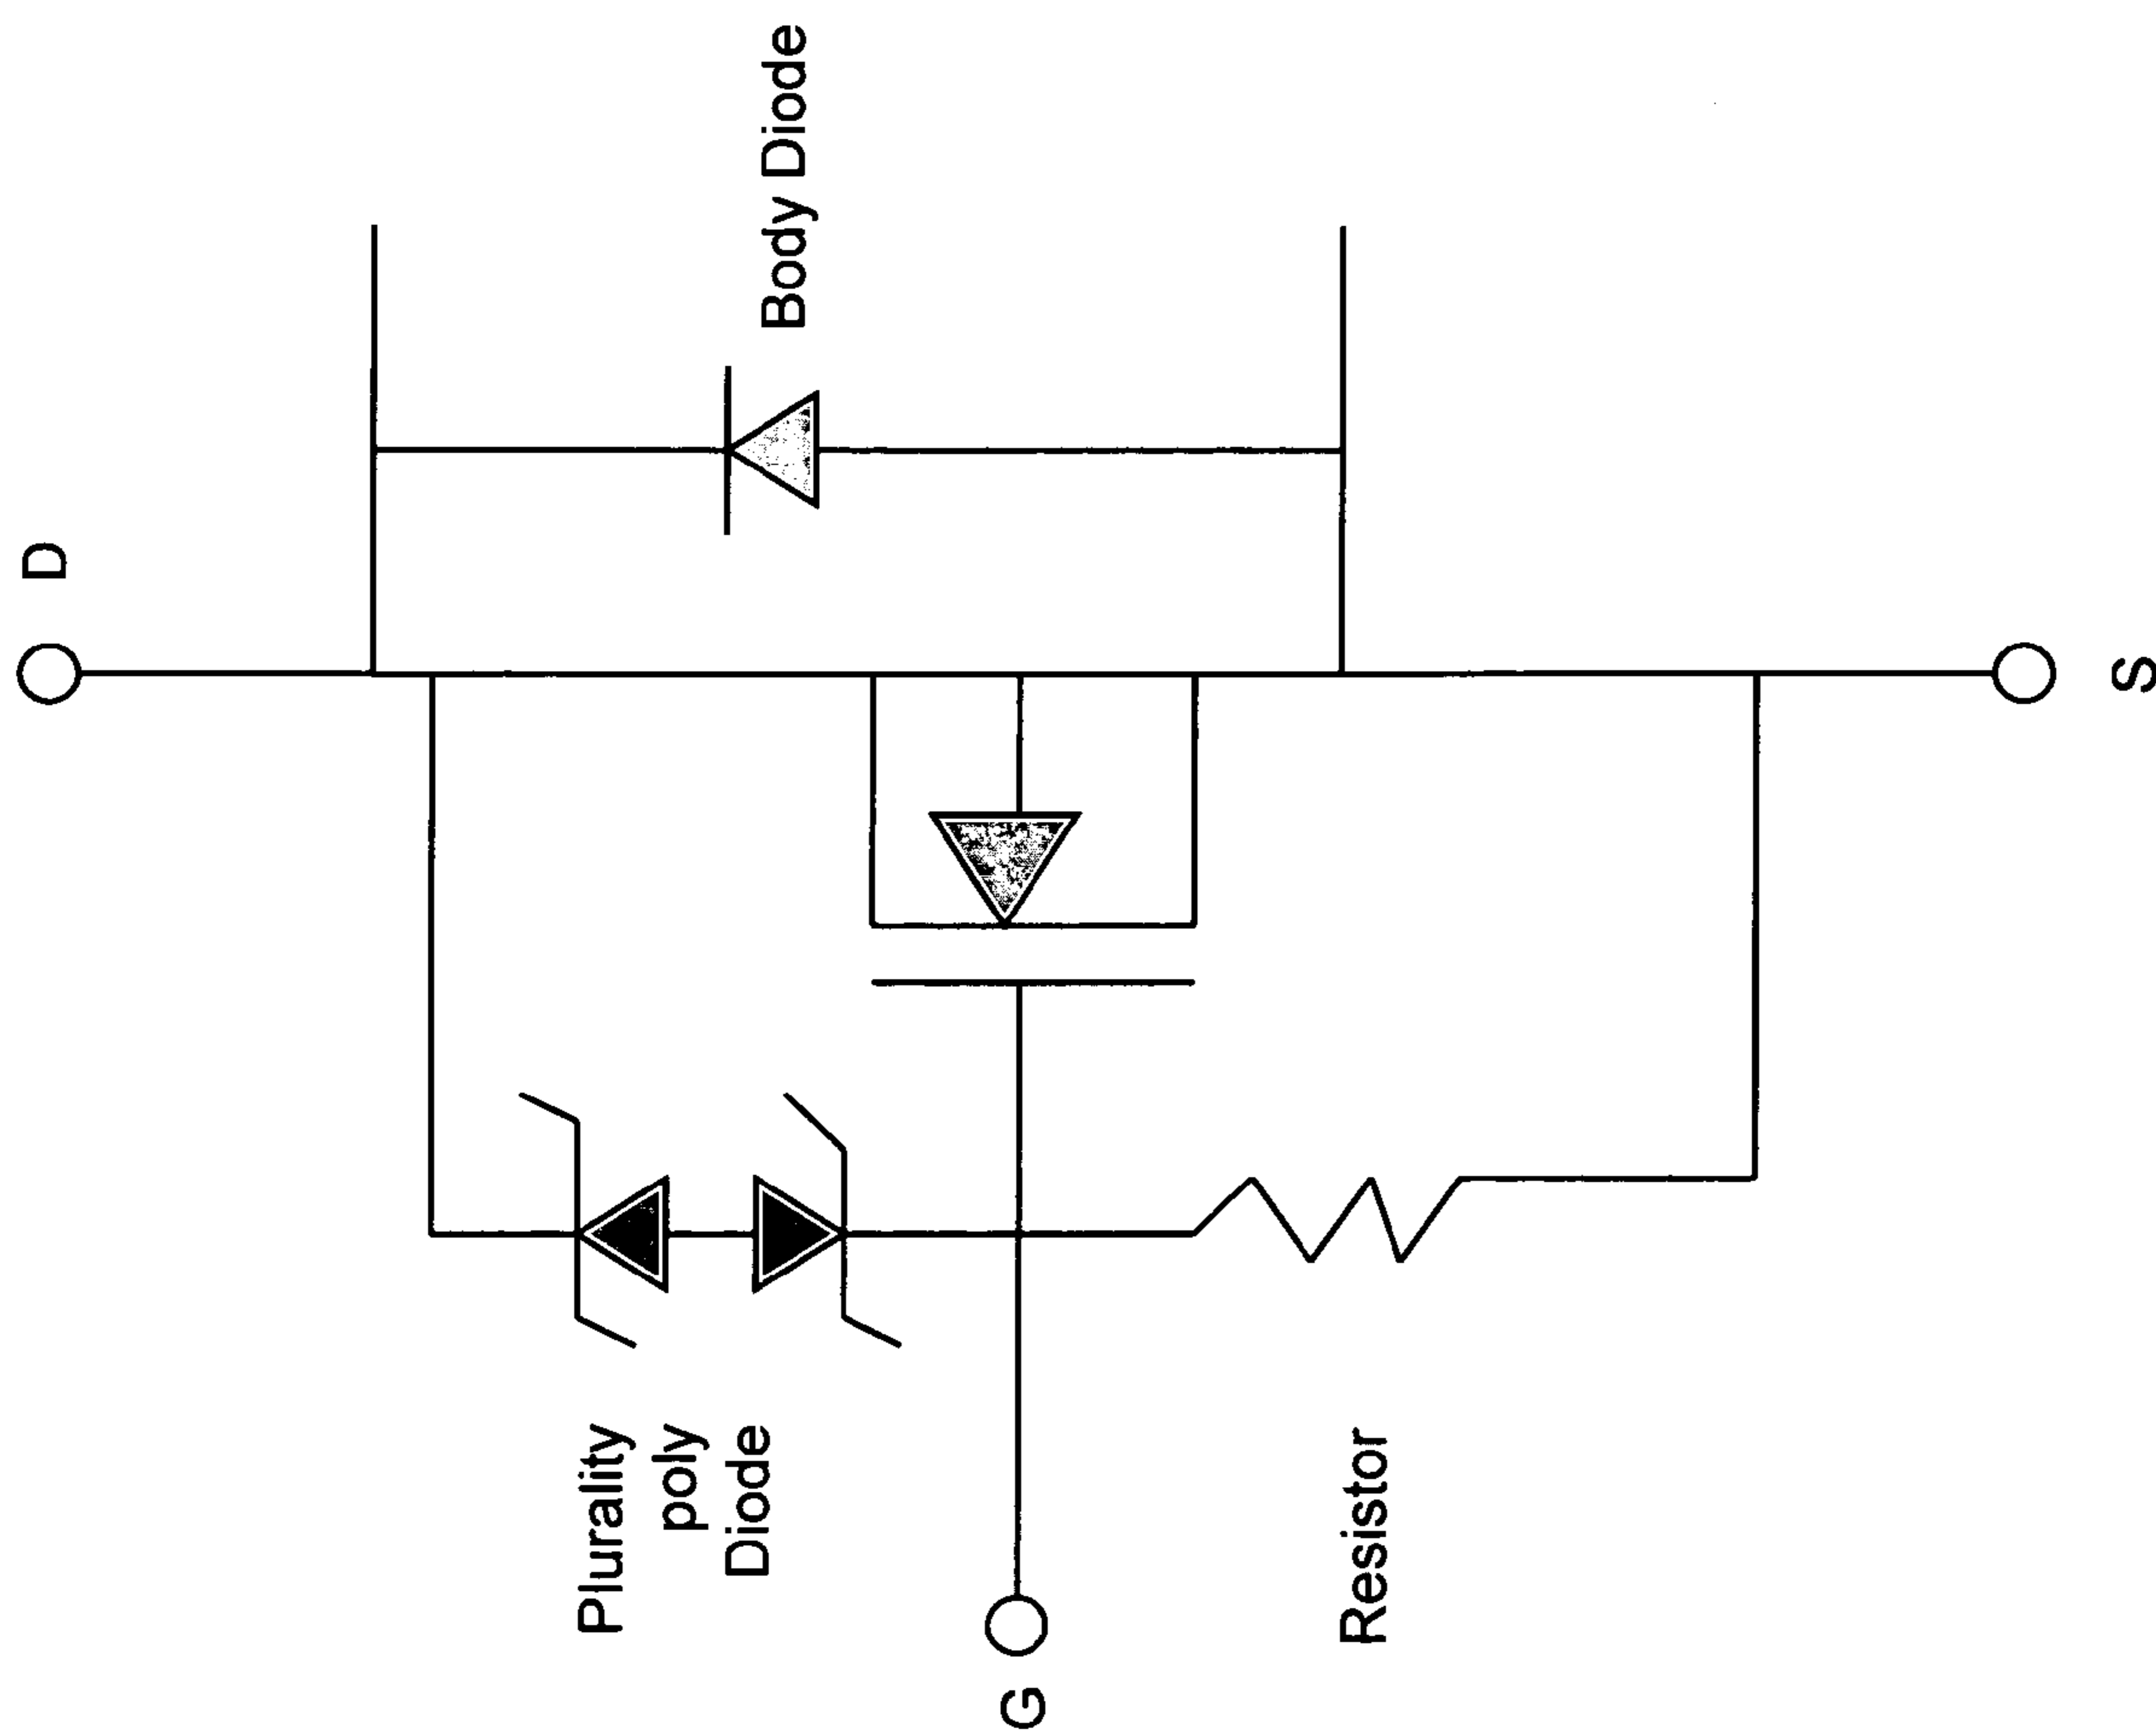 D
Body Diode
S
Plurality
poly
Diode
G
Resistor